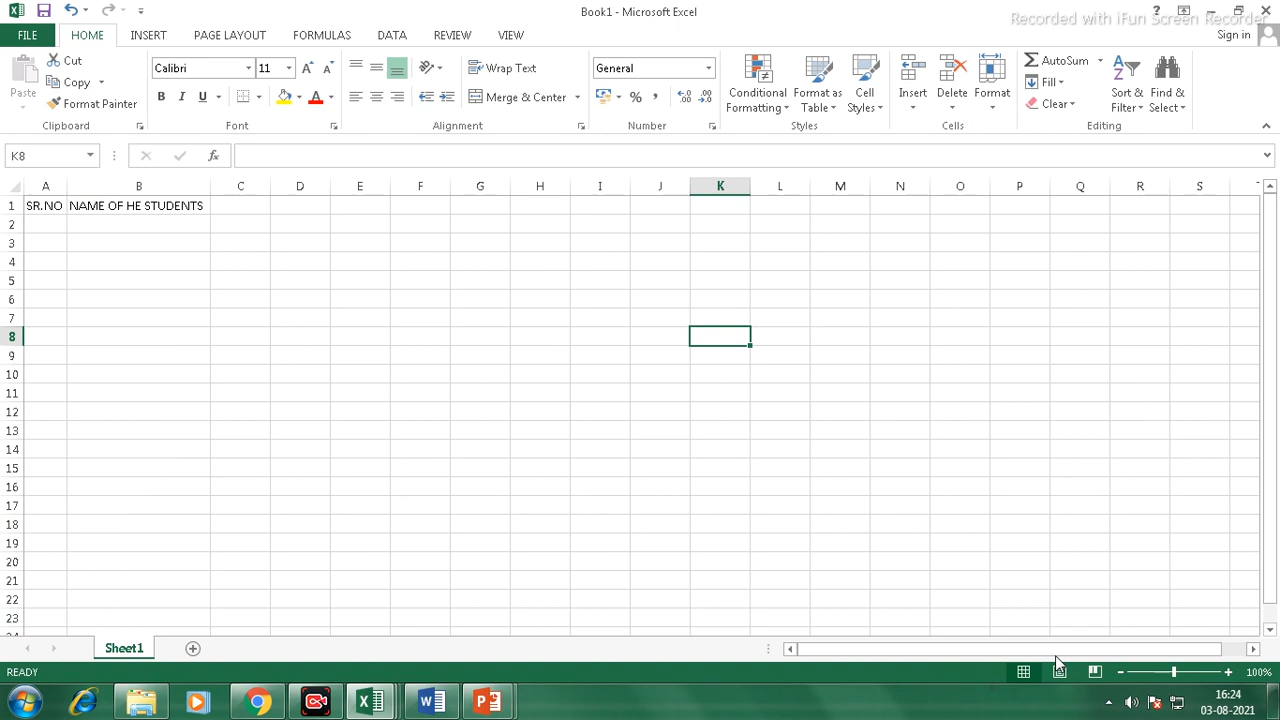 Book1 - Microsoft Excel
?
Recorded with iFun Screen Recorder
FILE HOME INSERT PAGE LAYOUT FORMULAS DATA REVIEW VIEW Sign in
Paste Cut Copy Format Painter
Clipboard
Calibri 11
B I U A
Font
Wrap Text
Merge & Center
Alignment
General
%
Number
Conditional Formatting Format as Table Cell Styles
Styles
Insert Delete Format
Cells
AutoSum Fill Clear Sort & Filter Find & Select
Editing
K8 fx
A B C D E F G H I J K L M N O P Q R S
1 SR.NO NAME OF HE STUDENTS
2
3
4
5
6
7
8
9
10
11
12
13
14
15
16
17
18
19
20
21
22
23
24
Sheet1
READY 100%
16:24
03-08-2021